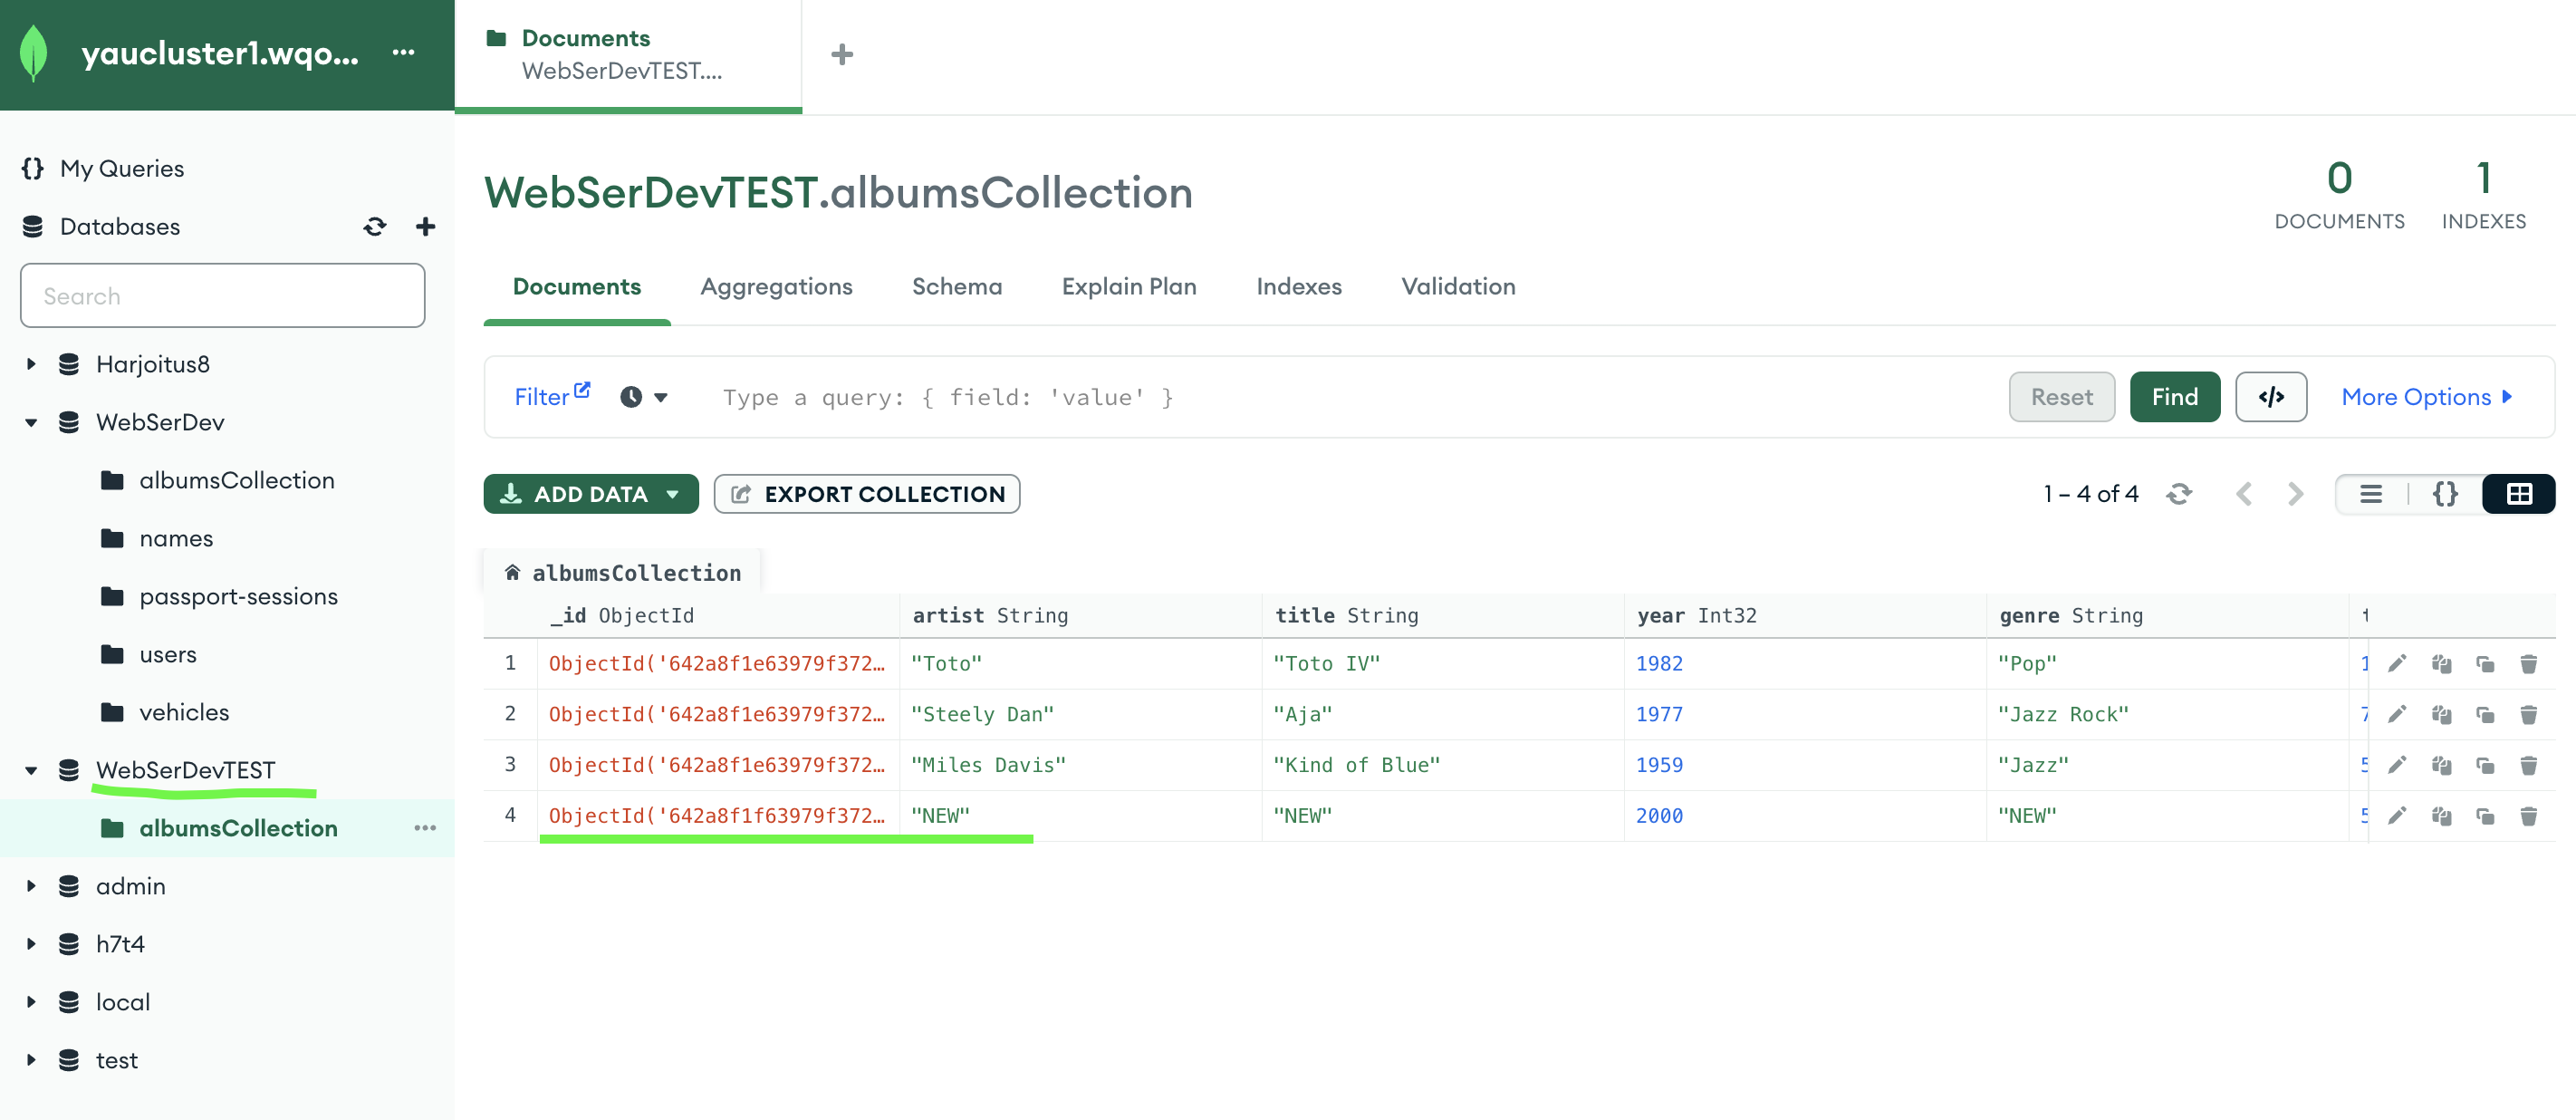 yaucluster1.wqo...
My Queries
Databases
Search
Harjoitus8
WebSerDev
albumsCollection
names
passport-sessions
users
vehicles
WebSerDevTEST
albumsCollection
admin
h7t4
local
test
Documents
WebSerDevTEST....
WebSerDevTEST.albumsCollection
0 DOCUMENTS
1 INDEXES
Documents Aggregations Schema Explain Plan Indexes Validation
Filter Type a query: { field: 'value' } Reset Find </> More Options
ADD DATA EXPORT COLLECTION 1 – 4 of 4 {}
albumsCollection
_id ObjectId artist String title String year Int32 genre String
1 ObjectId('642a8f1e63979f372… "Toto" "Toto IV" 1982 "Pop"
2 ObjectId('642a8f1e63979f372… "Steely Dan" "Aja" 1977 "Jazz Rock"
3 ObjectId('642a8f1e63979f372… "Miles Davis" "Kind of Blue" 1959 "Jazz"
4 ObjectId('642a8f1f63979f372… "NEW" "NEW" 2000 "NEW"